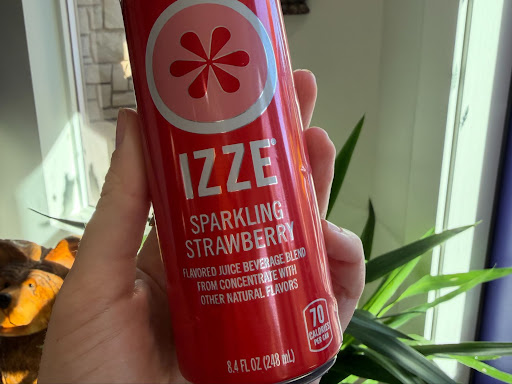 IZZE®
SPARKLING
STRAWBERRY
FLAVORED JUICE BEVERAGE BLEND
FROM CONCENTRATE WITH
OTHER NATURAL FLAVORS
70
CALORIES
PER CAN
8.4 FL OZ (248 mL)